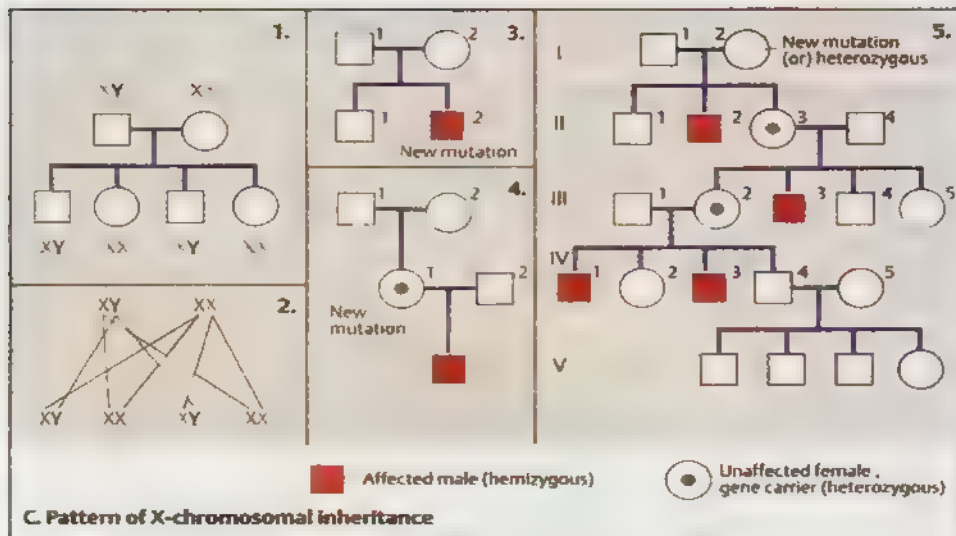 1.
XY
XX
XY
XX
XY
XX
2.
XY
XX
XY
XX
XY
XX
3.
1
2
1
2
New mutation
4.
1
2
1
2
New
mutation
5.
I
1
2
New mutation
(or) heterozygous
II
1
2
3
4
III
1
2
3
4
5
IV
1
2
3
4
5
V
Affected male (hemizygous)
Unaffected female,
gene carrier (heterozygous)
C. Pattern of X-chromosomal inheritance